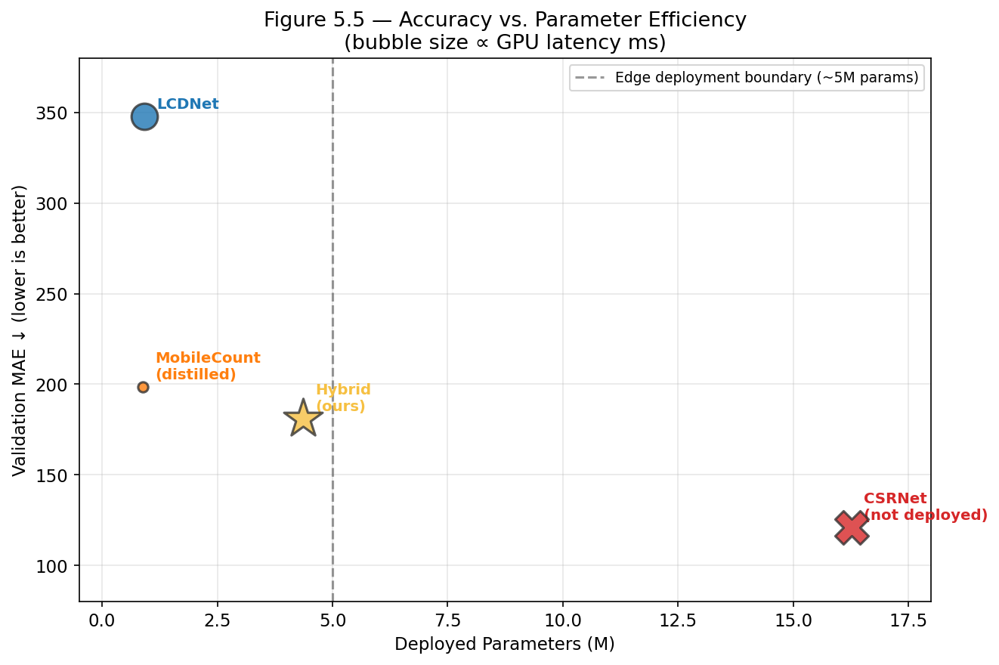 Figure 5.5 — Accuracy vs. Parameter Efficiency
(bubble size ∝ GPU latency ms)
Edge deployment boundary (~5M params)
Validation MAE ↓ (lower is better)
350
300
250
200
150
100
LCDNet
MobileCount
(distilled)
Hybrid
(ours)
CSRNet
(not deployed)
0.0
2.5
5.0
7.5
10.0
12.5
15.0
17.5
Deployed Parameters (M)